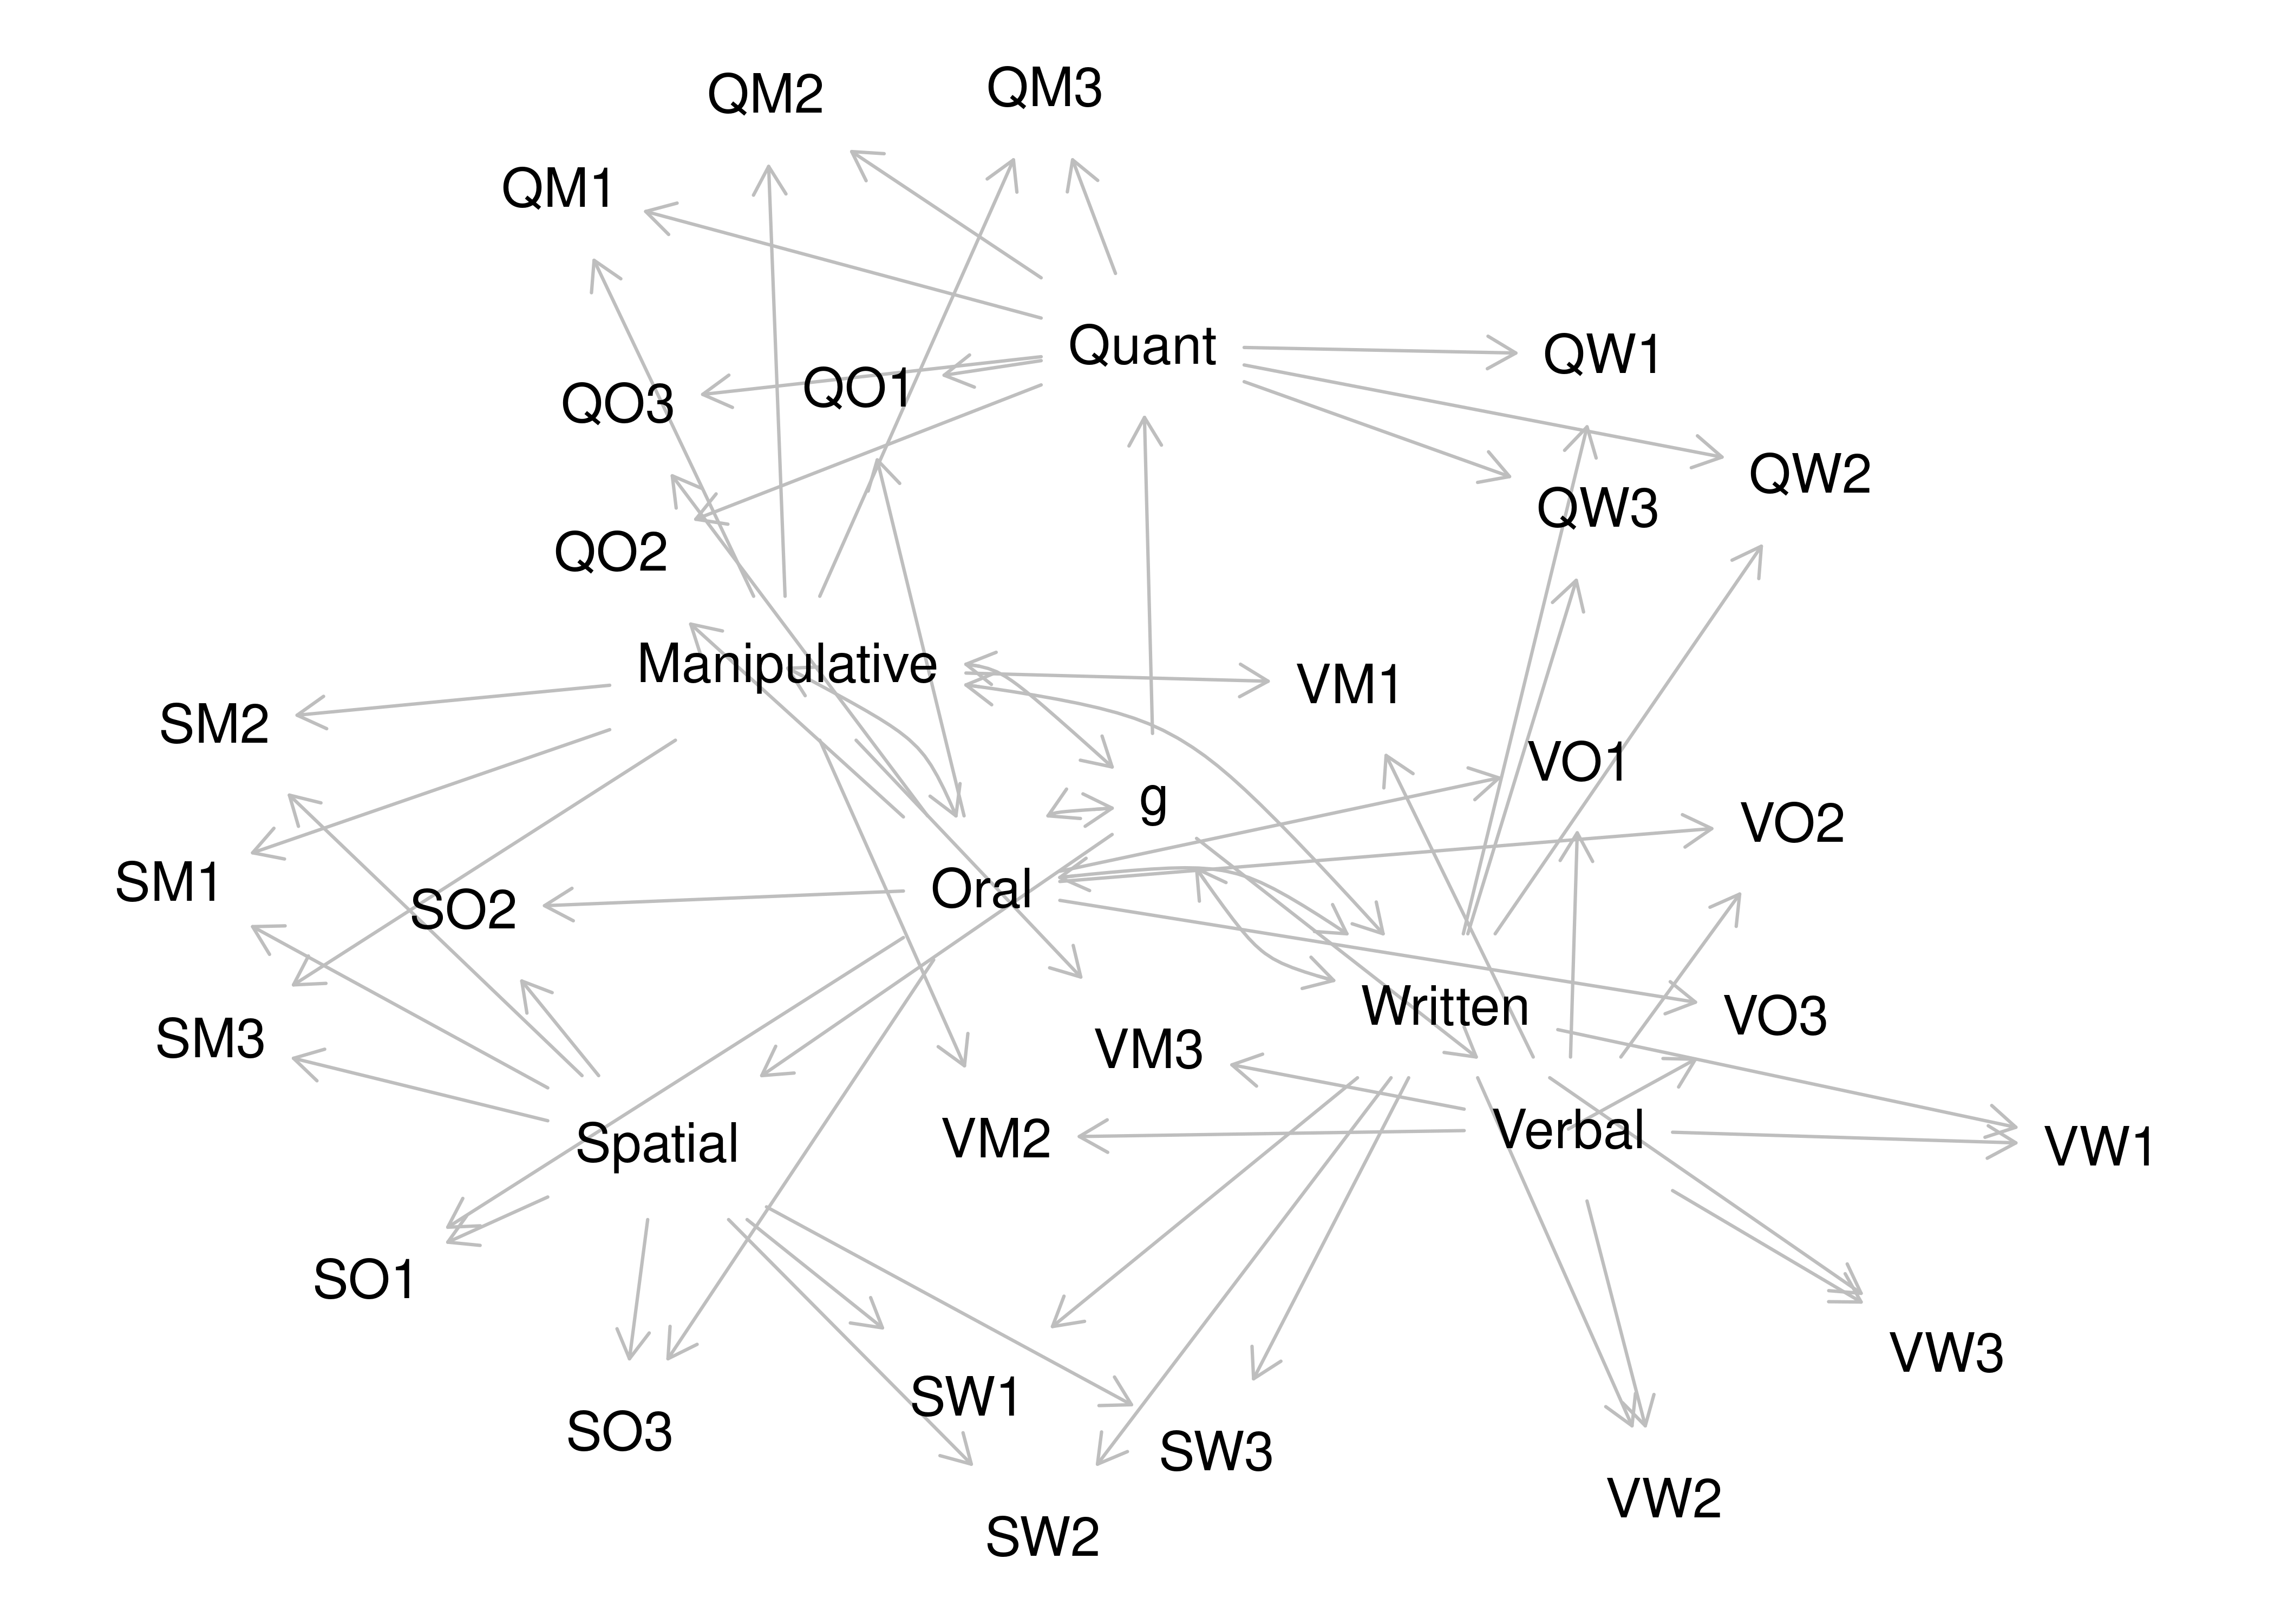 QM2
QM3
QM1
Quant
QW1
QO3
QO1
QW2
QW3
QO2
Manipulative
VM1
SM2
VO1
g
VO2
SM1
Oral
SO2
Written
VO3
SM3
VM3
Verbal
VM2
Spatial
VW1
SO1
VW3
SW1
SO3
SW3
VW2
SW2